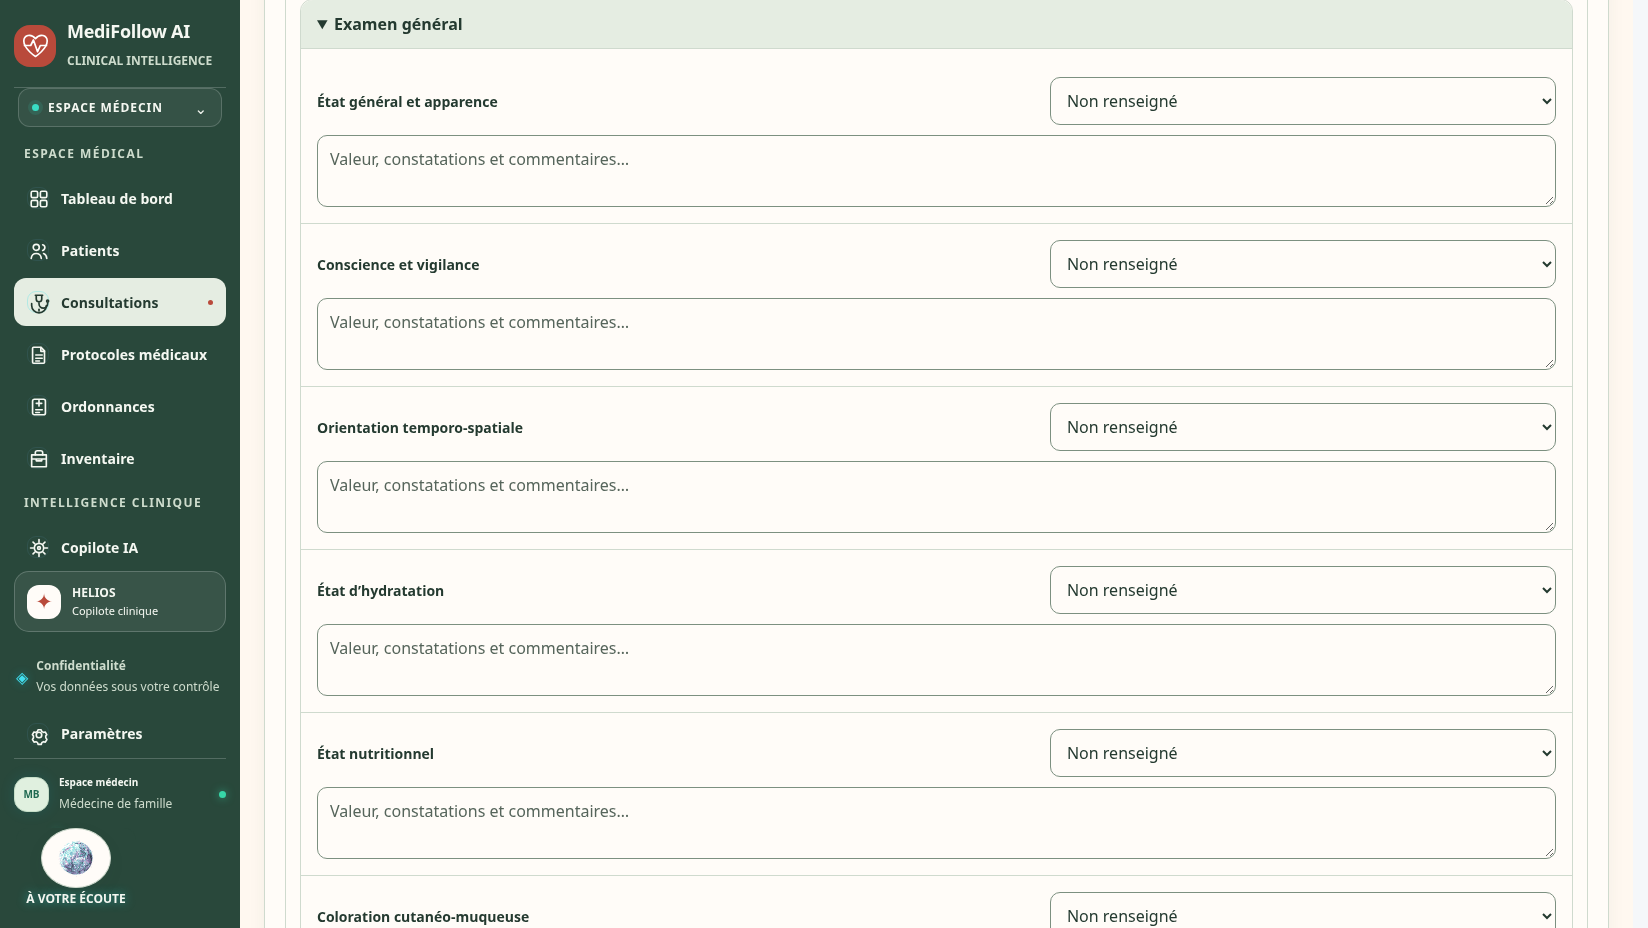 MediFollow AI
CLINICAL INTELLIGENCE
ESPACE MÉDECIN
ESPACE MÉDICAL
Tableau de bord
Patients
Consultations
Protocoles médicaux
Ordonnances
Inventaire
INTELLIGENCE CLINIQUE
Copilote IA
HELIOS
Copilote clinique
Confidentialité
Vos données sous votre contrôle
Paramètres
MB
Espace médecin
Médecine de famille
À VOTRE ÉCOUTE
Examen général
État général et apparence
Non renseigné
Valeur, constatations et commentaires...
Conscience et vigilance
Non renseigné
Valeur, constatations et commentaires...
Orientation temporo-spatiale
Non renseigné
Valeur, constatations et commentaires...
État d’hydratation
Non renseigné
Valeur, constatations et commentaires...
État nutritionnel
Non renseigné
Valeur, constatations et commentaires...
Coloration cutanéo-muqueuse
Non renseigné